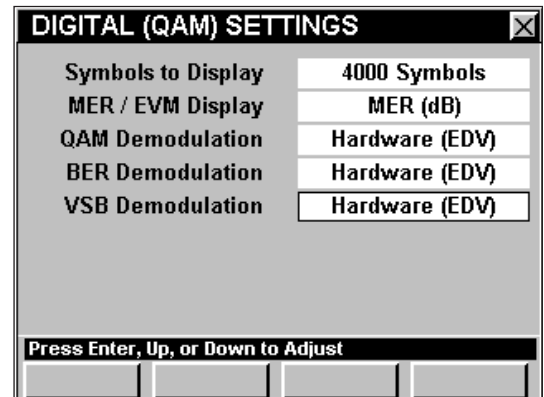 DIGITAL (QAM) SETTINGS
Symbols to Display 4000 Symbols
MER / EVM Display MER (dB)
QAM Demodulation Hardware (EDV)
BER Demodulation Hardware (EDV)
VSB Demodulation Hardware (EDV)
Press Enter, Up, or Down to Adjust